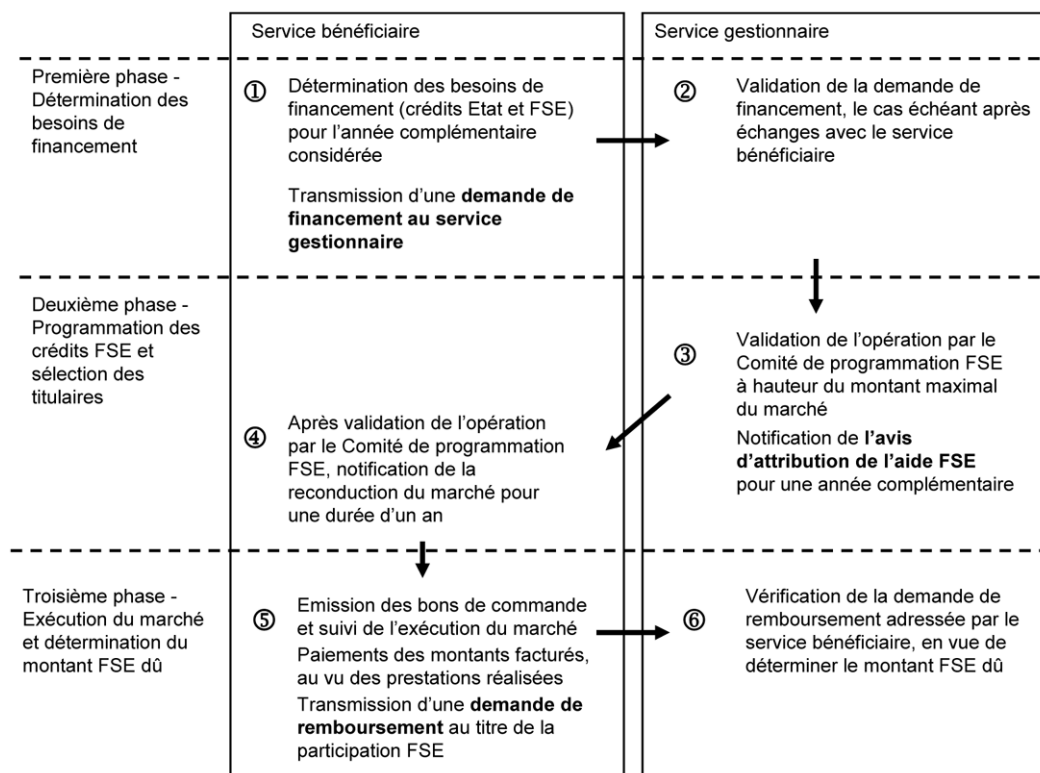 Service bénéficiaire
Service gestionnaire
Première phase -
Détermination des
besoins de
financement
①
Détermination des besoins de
financement (crédits Etat et FSE)
pour l’année complémentaire
considérée
Transmission d’une demande de
financement au service
gestionnaire
②
Validation de la demande de
financement, le cas échéant après
échanges avec le service
bénéficiaire
Deuxième phase -
Programmation des
crédits FSE et
sélection des
titulaires
③
Validation de l’opération par le
Comité de programmation FSE
à hauteur du montant maximal
du marché
Notification de l’avis
d’attribution de l’aide FSE
pour une année complémentaire
④
Après validation de l’opération
par le Comité de programmation
FSE, notification de la
reconduction du marché pour
une durée d’un an
Troisième phase -
Exécution du marché
et détermination du
montant FSE dû
⑤
Emission des bons de commande
et suivi de l’exécution du marché
Paiements des montants facturés,
au vu des prestations réalisées
Transmission d’une demande de
remboursement au titre de la
participation FSE
⑥
Vérification de la demande de
remboursement adressée par le
service bénéficiaire, en vue de
déterminer le montant FSE dû